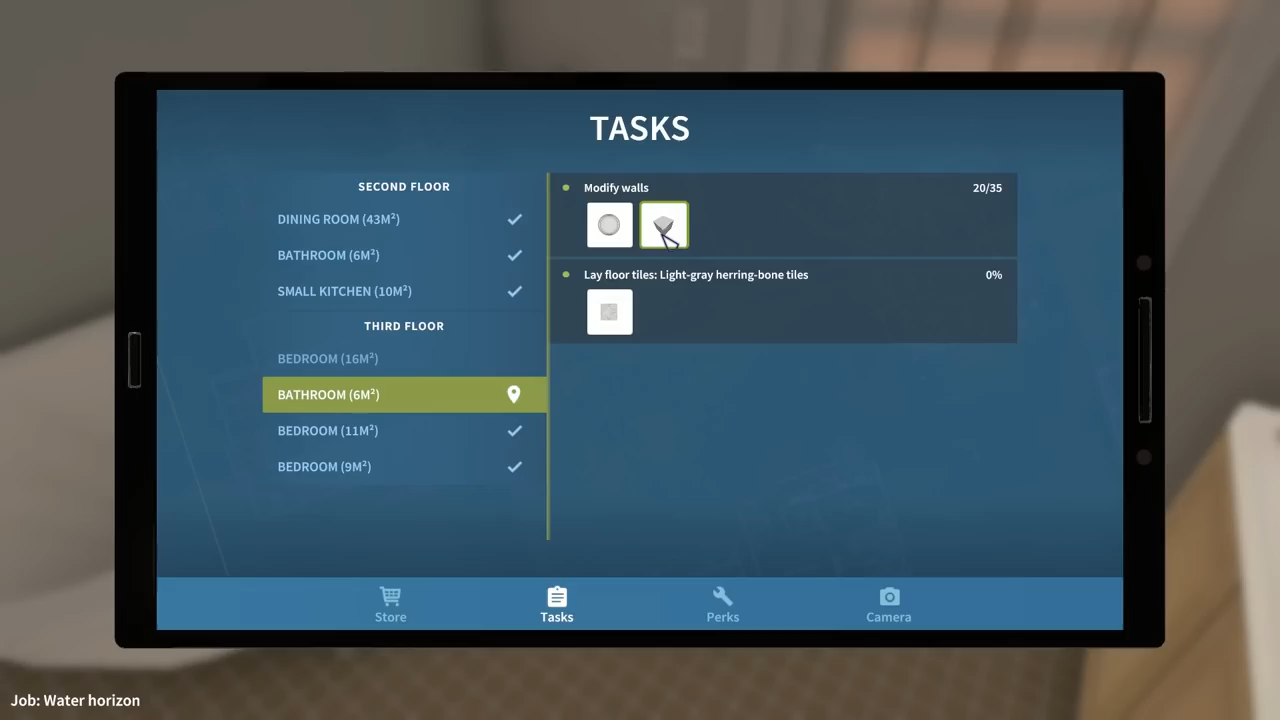 TASKS
SECOND FLOOR
DINING ROOM (43M²)
BATHROOM (6M²)
SMALL KITCHEN (10M²)
THIRD FLOOR
BEDROOM (16M²)
BATHROOM (6M²)
BEDROOM (11M²)
BEDROOM (9M²)
Modify walls 20/35
Lay floor tiles: Light-gray herring-bone tiles 0%
Store Tasks Perks Camera
Job: Water horizon